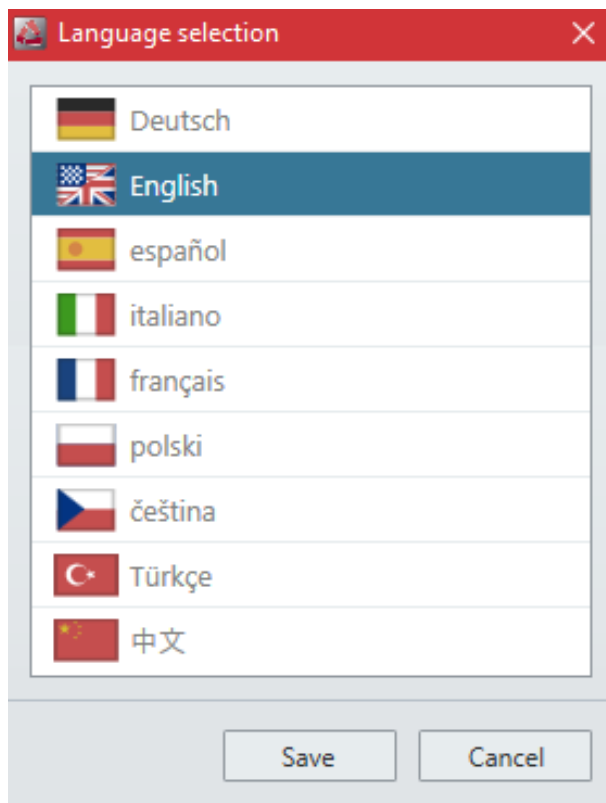 Language selection
Deutsch
English
español
italiano
français
polski
čeština
Türkçe
中文
Save Cancel